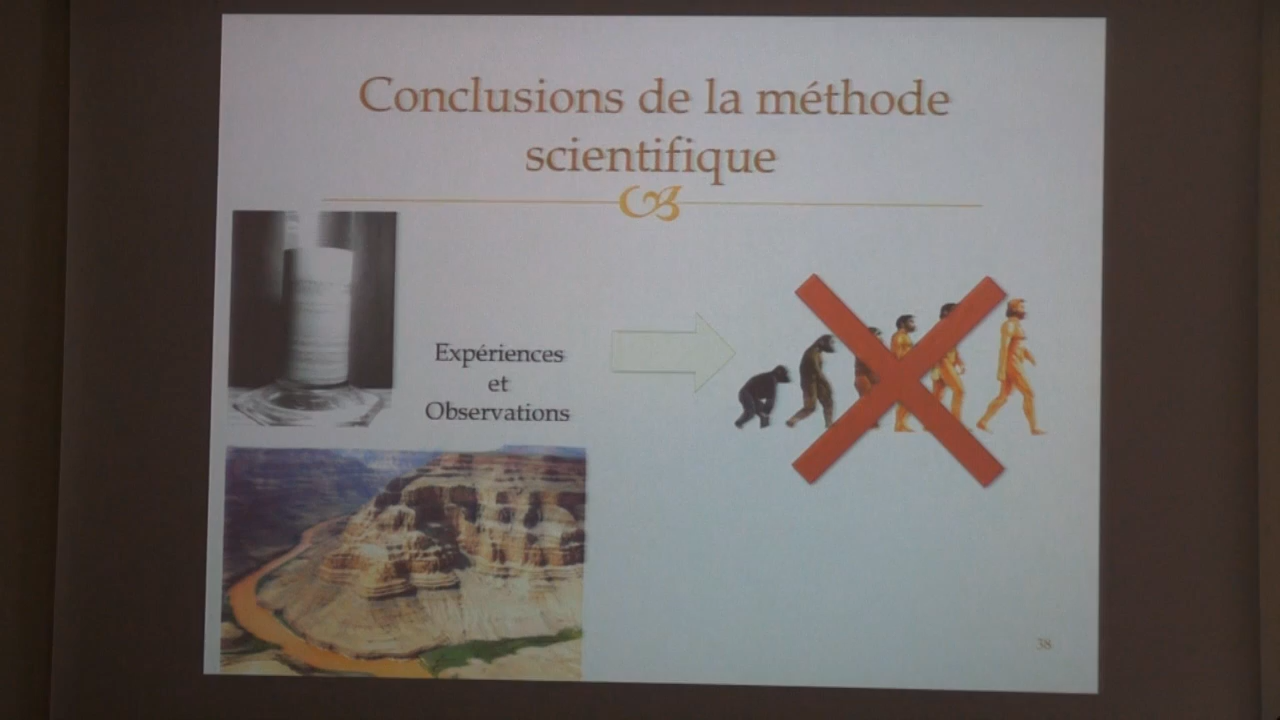 Conclusions de la méthode
scientifique
Expériences
et
Observations
38